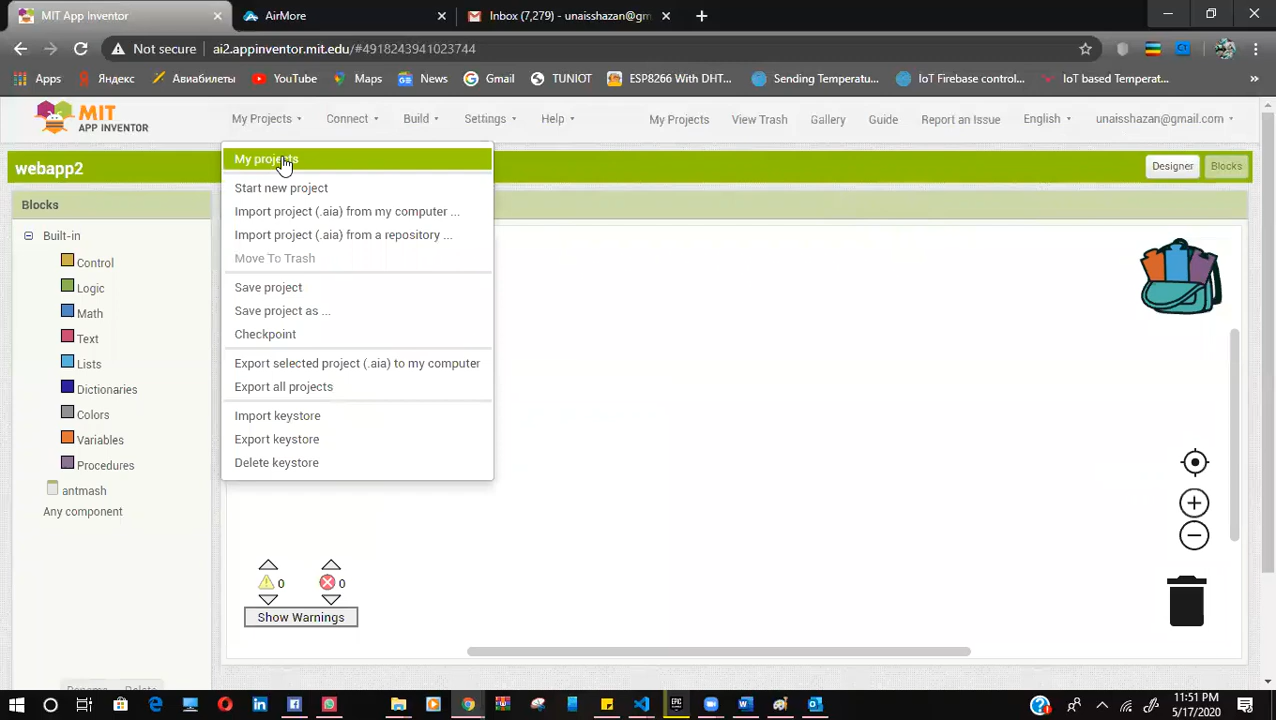 MIT App Inventor
AirMore
Inbox (7,279) - unaisshazan@gm
Not secure
ai2.appinventor.mit.edu/#4918243941023744
Apps
Яндекс
Авиабилеты
YouTube
Maps
News
Gmail
TUNIOT
ESP8266 With DHT...
Sending Temperatu...
IoT Firebase control...
IoT based Temperat...
»
MIT
APP INVENTOR
My Projects
Connect
Build
Settings
Help
My Projects
View Trash
Gallery
Guide
Report an Issue
English
unaisshazan@gmail.com
webapp2
Designer
Blocks
Blocks
Built-in
Control
Logic
Math
Text
Lists
Dictionaries
Colors
Variables
Procedures
antmash
Any component
My projects
Start new project
Import project (.aia) from my computer ...
Import project (.aia) from a repository ...
Move To Trash
Save project
Save project as ...
Checkpoint
Export selected project (.aia) to my computer
Export all projects
Import keystore
Export keystore
Delete keystore
0
0
Show Warnings
Rename
Delete
11:51 PM
5/17/2020